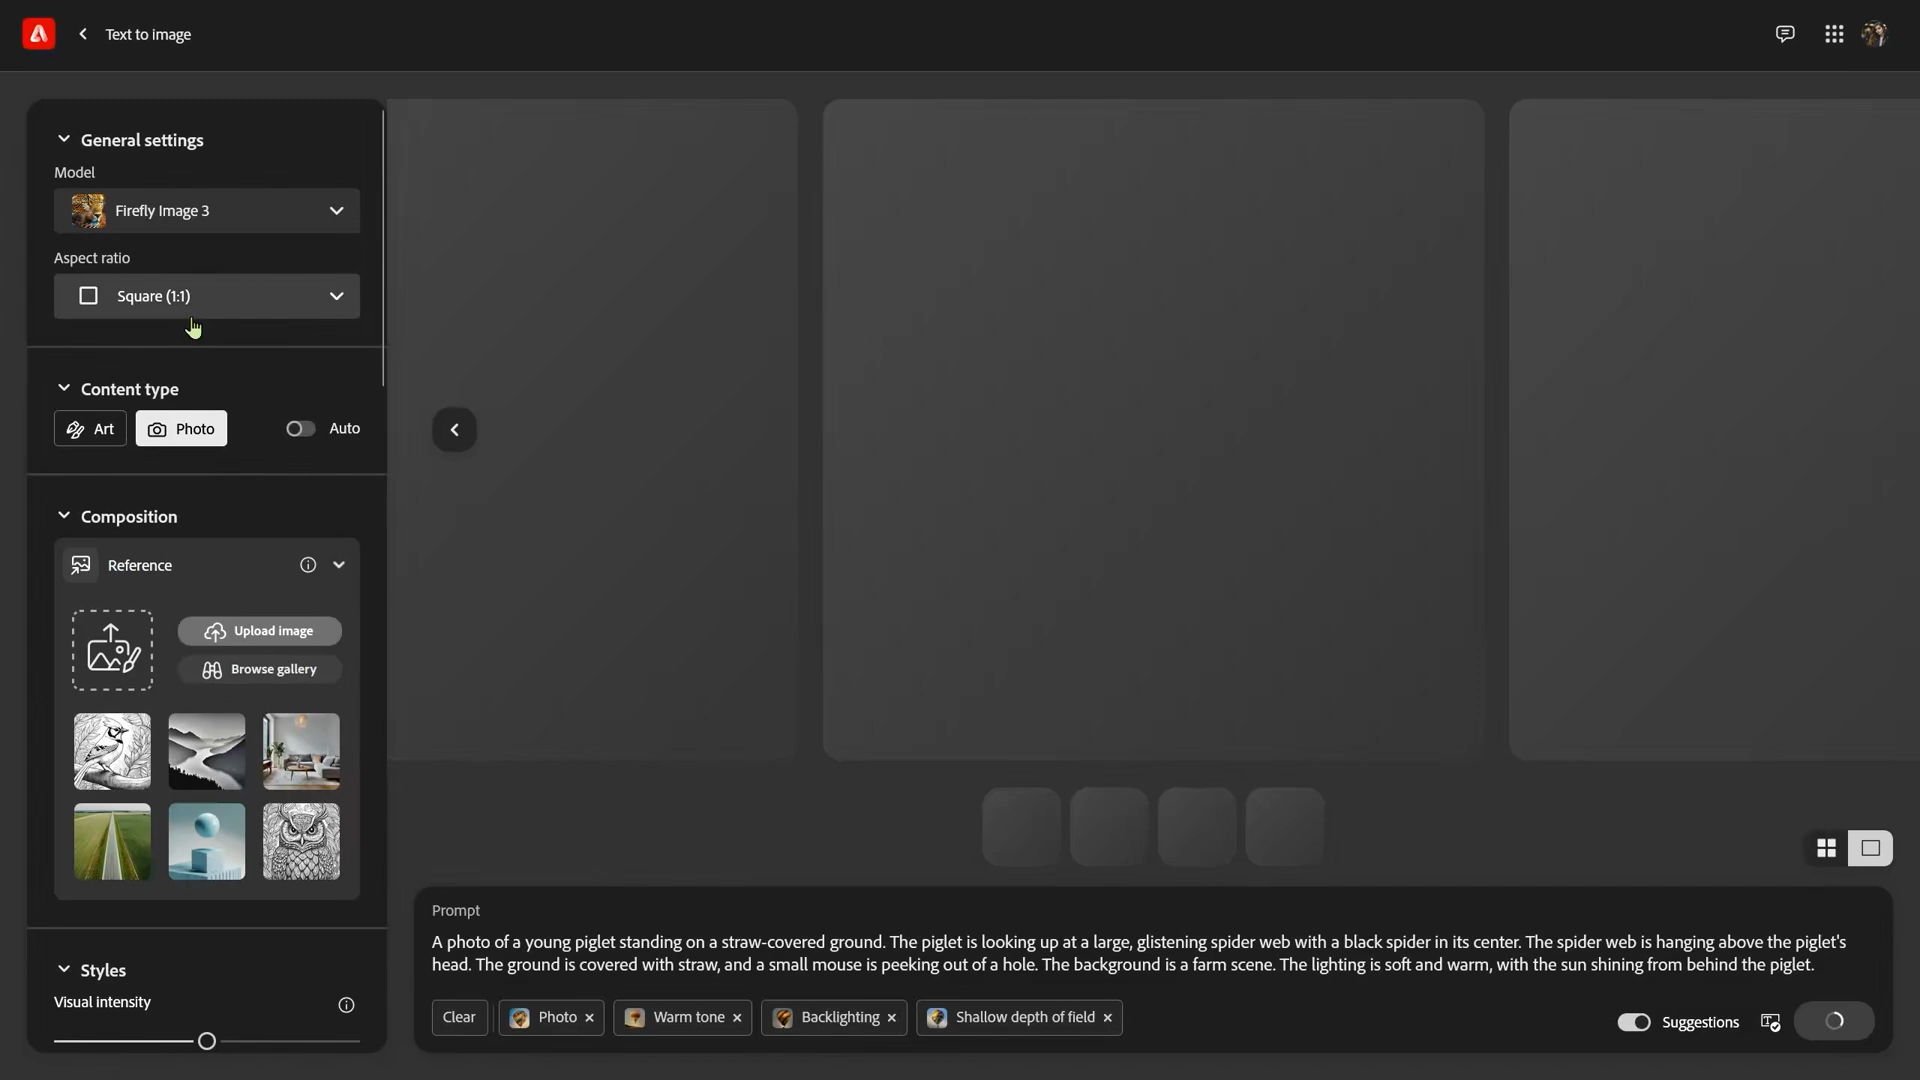 Text to image
General settings
Model
Firefly Image 3
Aspect ratio
Square (1:1)
Content type
Art
Photo
Auto
Composition
Reference
Upload image
Browse gallery
Styles
Visual intensity
Prompt
A photo of a young piglet standing on a straw-covered ground. The piglet is looking up at a large, glistening spider web with a black spider in its center. The spider web is hanging above the piglet's
head. The ground is covered with straw, and a small mouse is peeking out of a hole. The background is a farm scene. The lighting is soft and warm, with the sun shining from behind the piglet.
Clear
Photo
Warm tone
Backlighting
Shallow depth of field
Suggestions